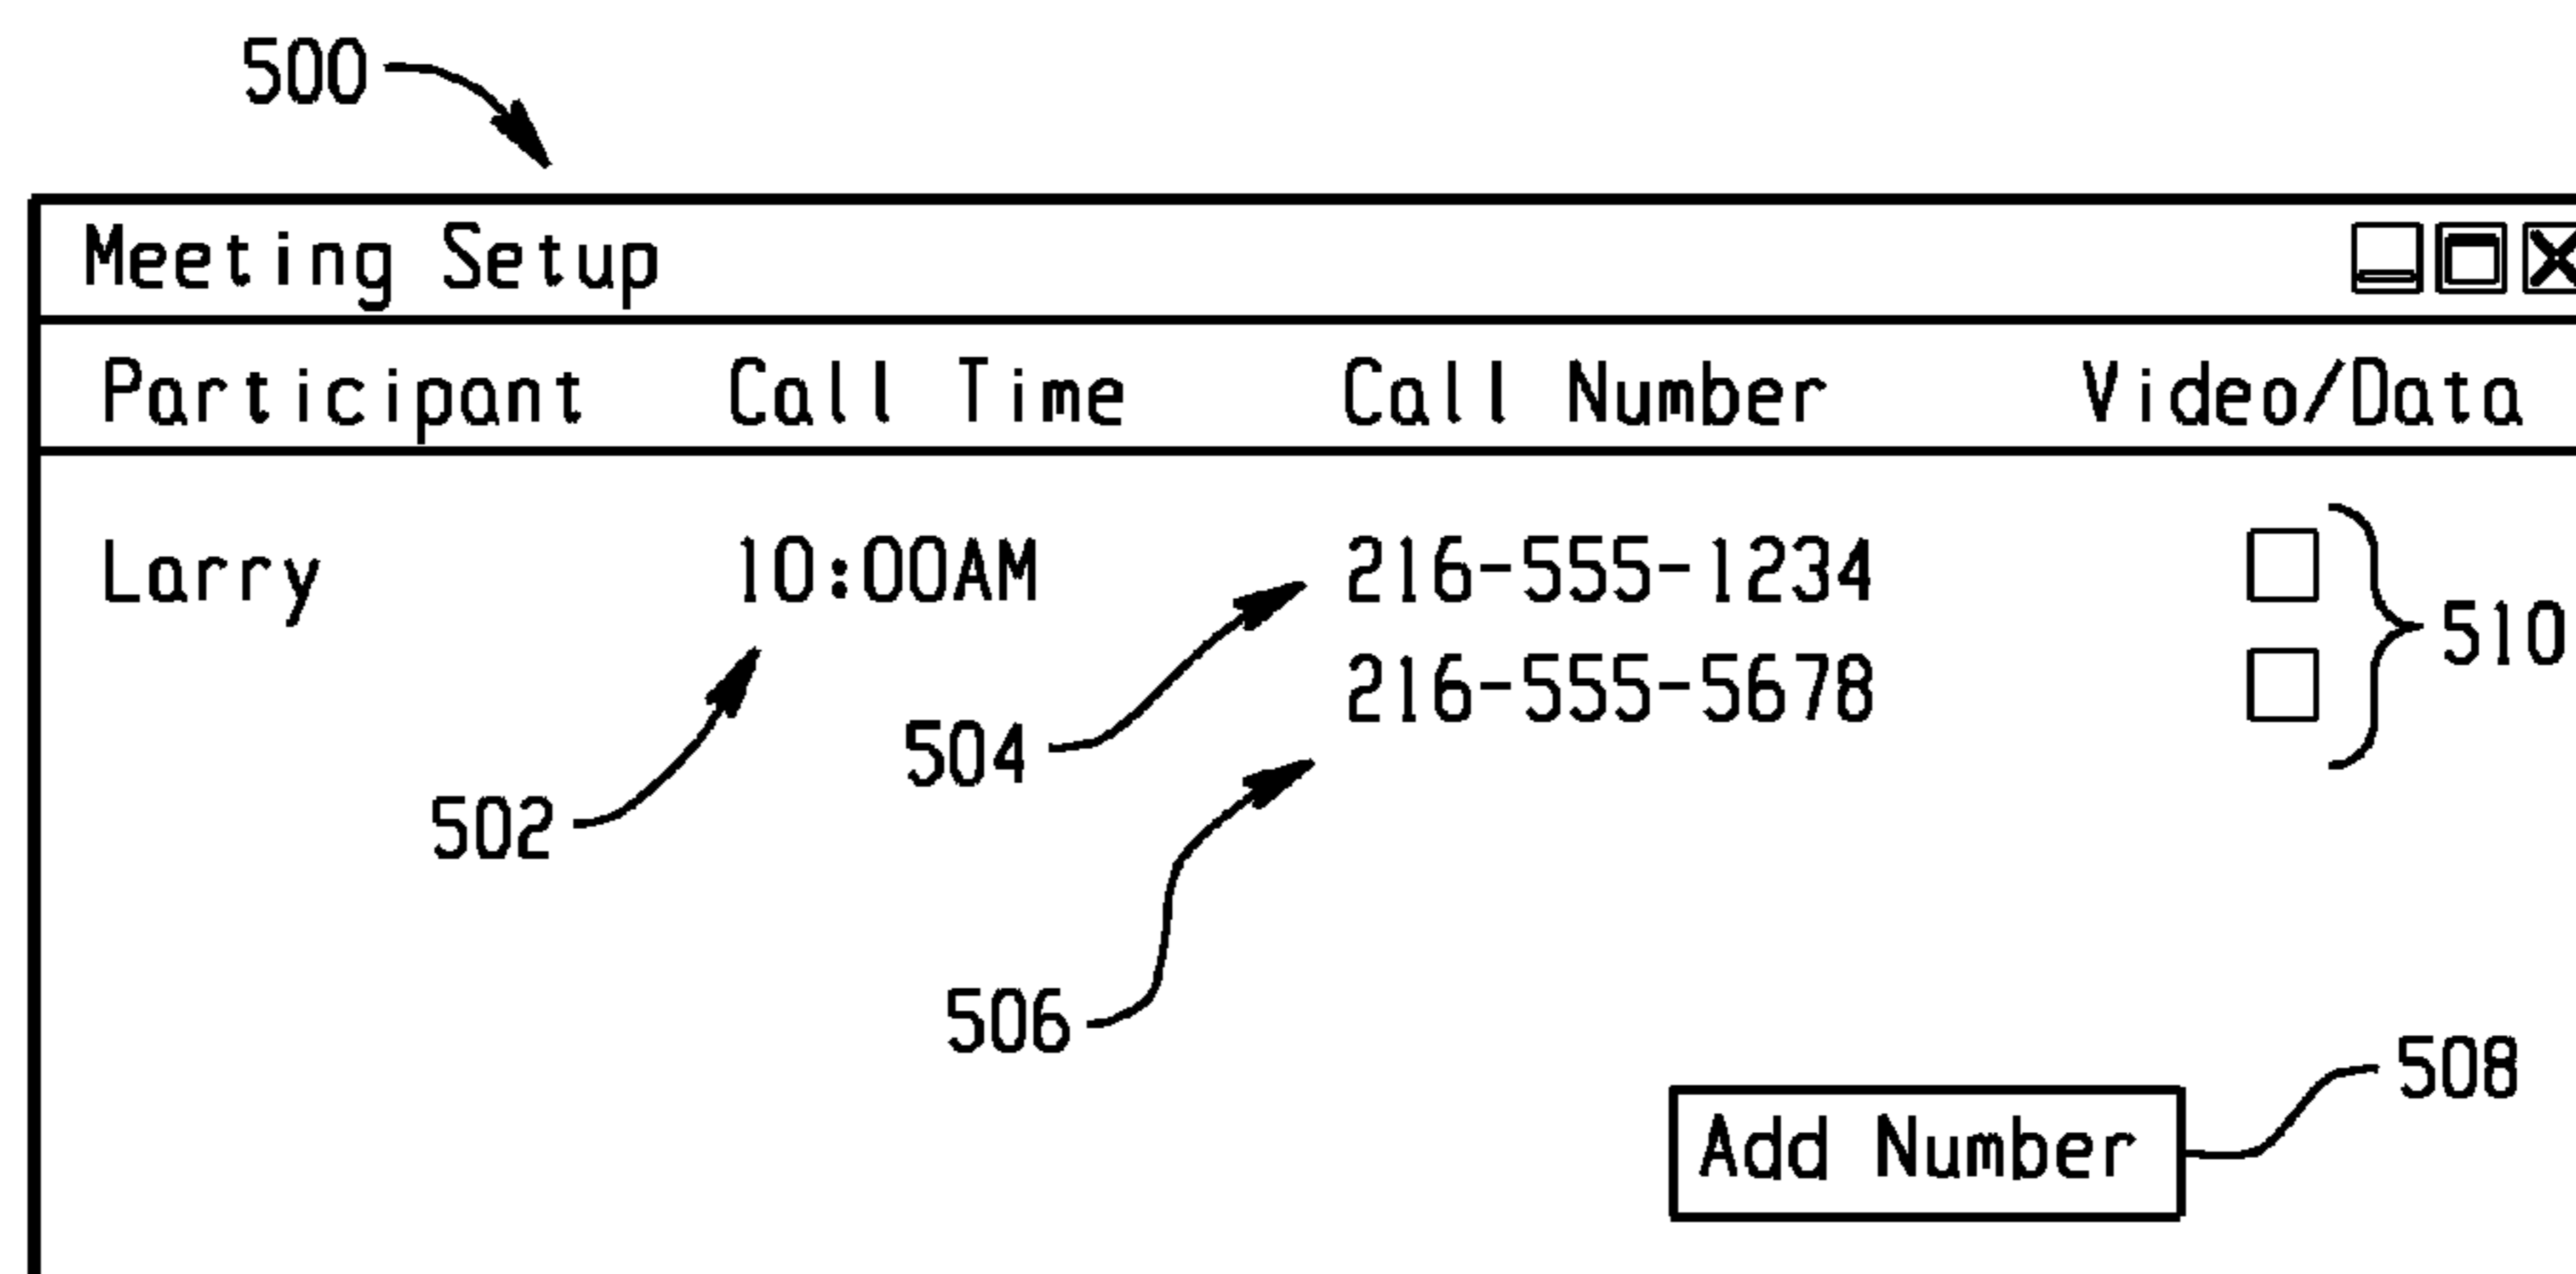 500
Meeting Setup
Participant Call Time Call Number Video/Data
Larry 10:00AM 216-555-1234
510
216-555-5678
504
502
506
508
Add Number